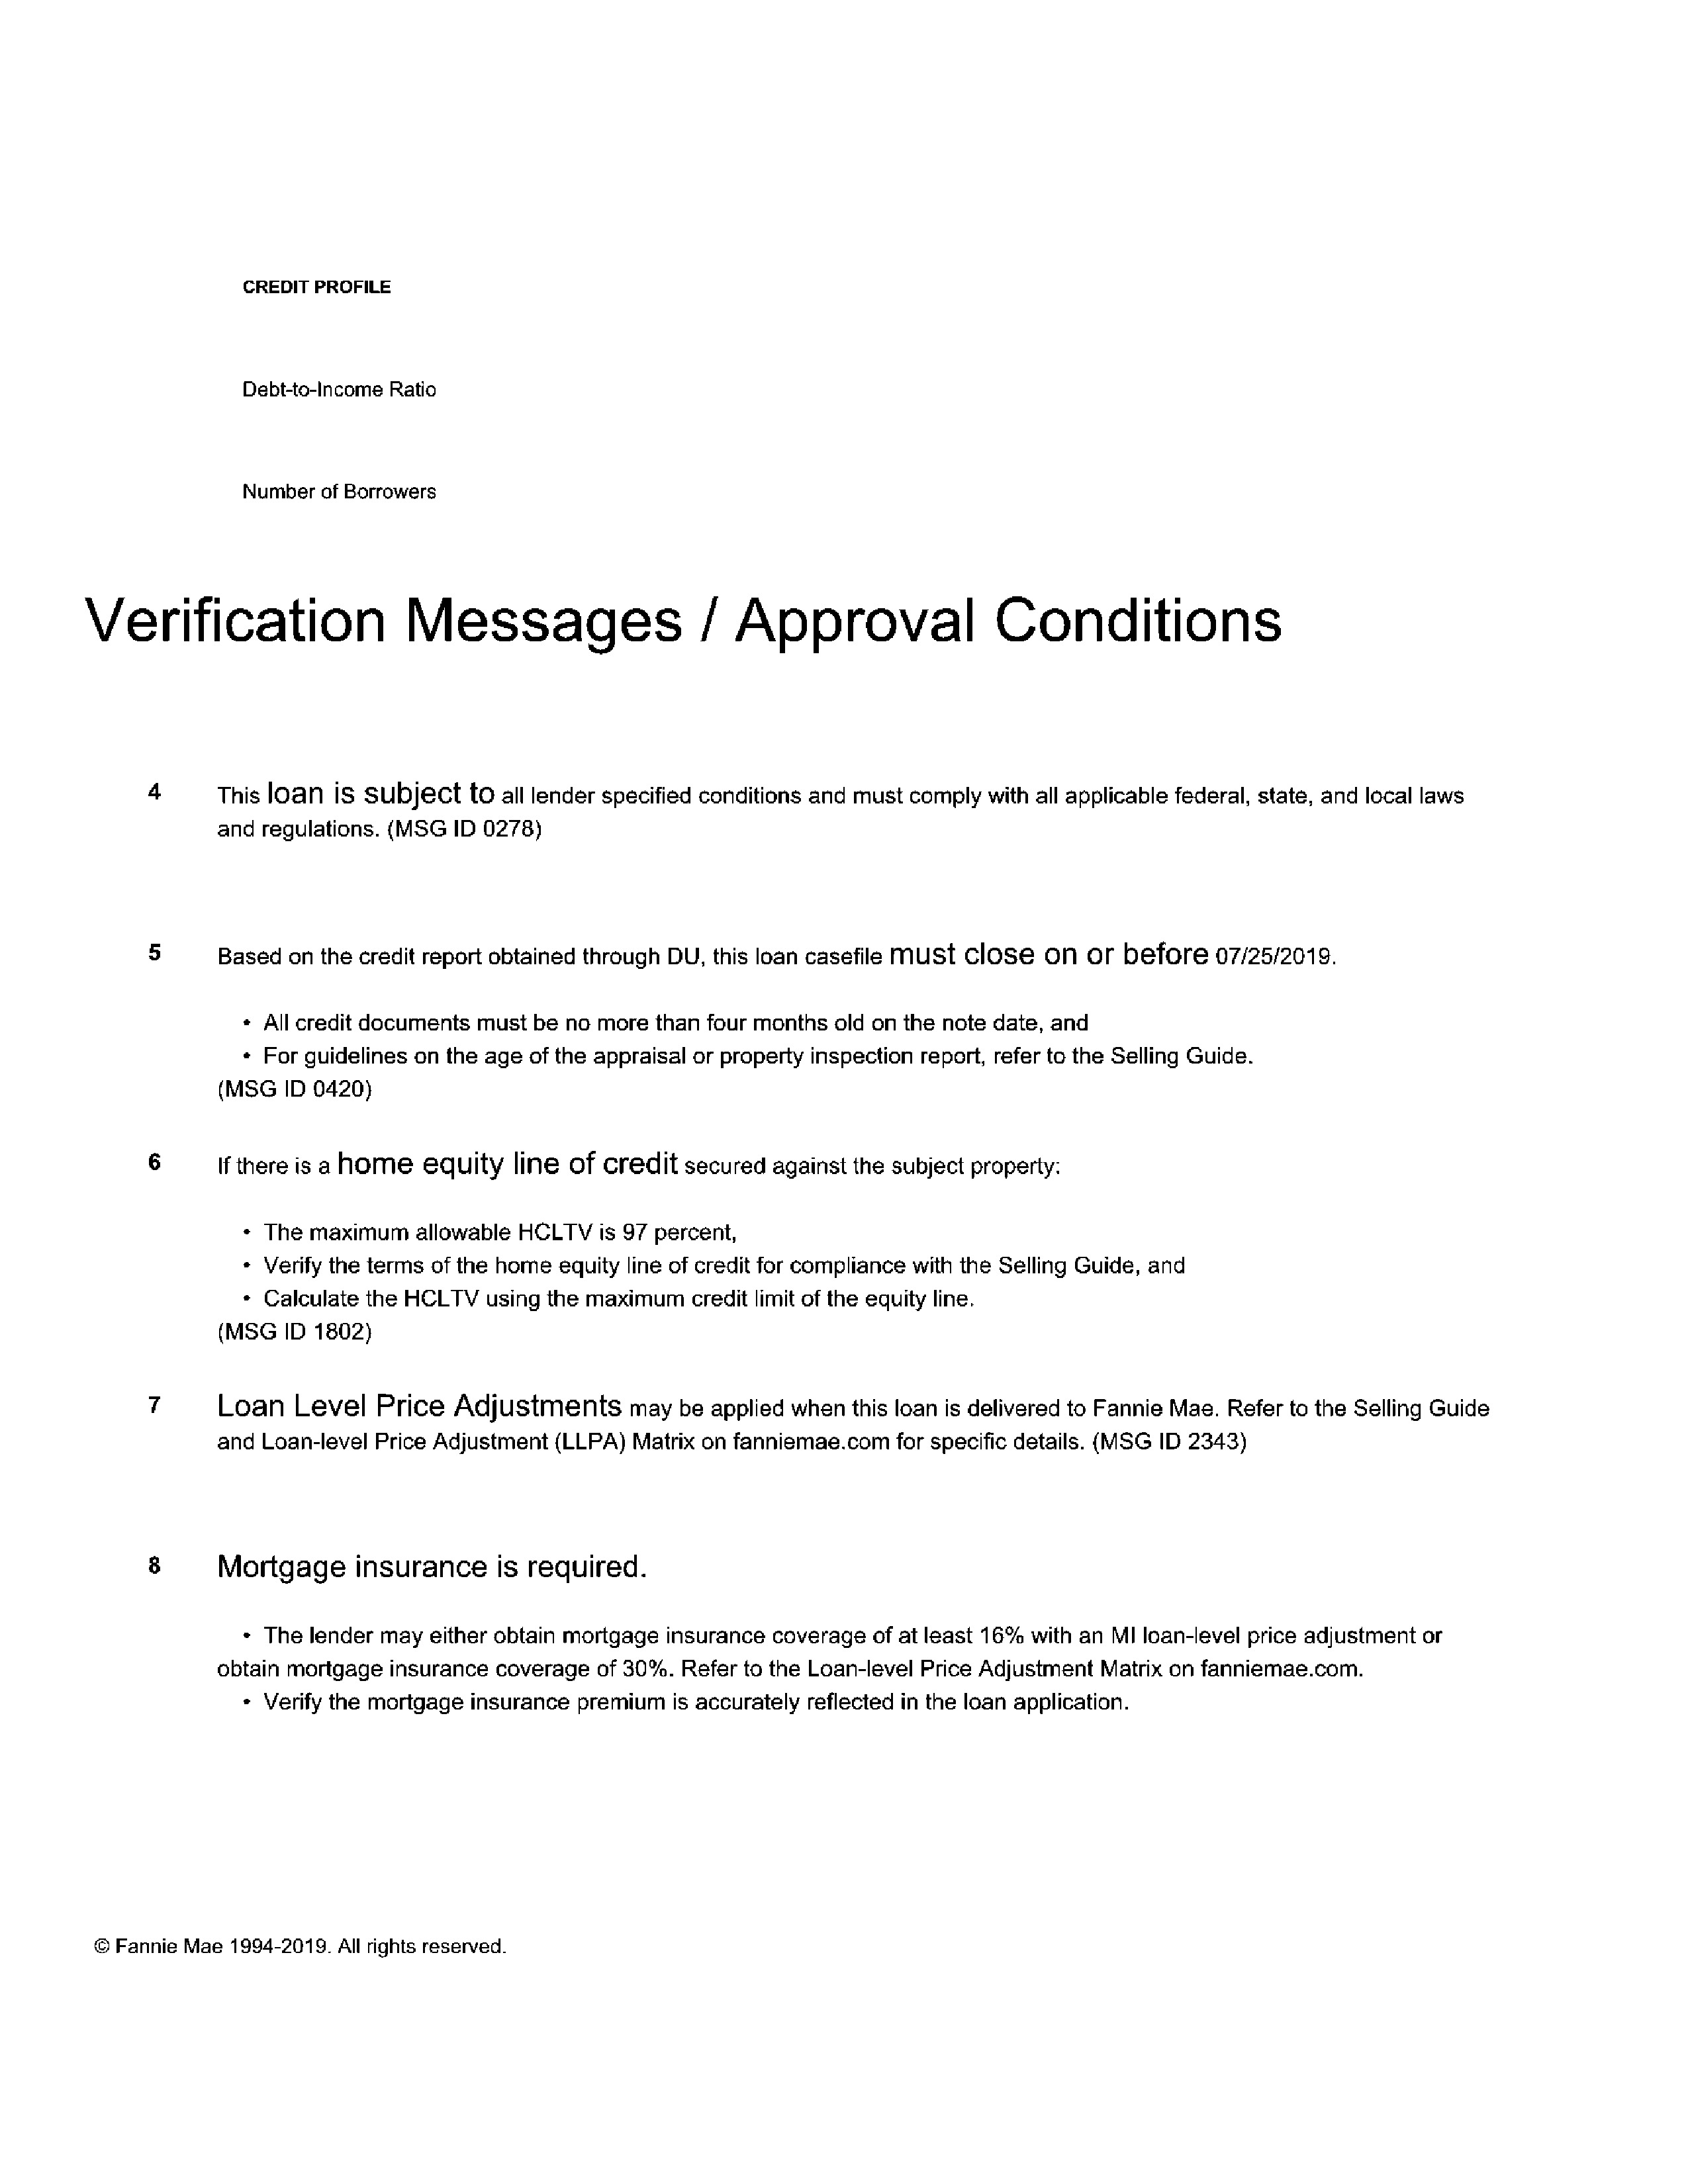 CREDIT PROFILE
Debt-to-Income Ratio
Number of Borrowers
Verification Messages / Approval Conditions
4 This loan is subject to all lender specified conditions and must comply with all applicable federal, state, and local laws
and regulations. (MSG ID 0278)
5 Based on the credit report obtained through DU, this loan casefile must close on or before 07/25/2019.
• All credit documents must be no more than four months old on the note date, and
• For guidelines on the age of the appraisal or property inspection report, refer to the Selling Guide.
(MSG ID 0420)
6 If there is a home equity line of credit secured against the subject property:
• The maximum allowable HCLTV is 97 percent,
• Verify the terms of the home equity line of credit for compliance with the Selling Guide, and
• Calculate the HCLTV using the maximum credit limit of the equity line.
(MSG ID 1802)
7 Loan Level Price Adjustments may be applied when this loan is delivered to Fannie Mae. Refer to the Selling Guide
and Loan-level Price Adjustment (LLPA) Matrix on fanniemae.com for specific details. (MSG ID 2343)
8 Mortgage insurance is required.
• The lender may either obtain mortgage insurance coverage of at least 16% with an MI loan-level price adjustment or
obtain mortgage insurance coverage of 30%. Refer to the Loan-level Price Adjustment Matrix on fanniemae.com.
• Verify the mortgage insurance premium is accurately reflected in the loan application.
© Fannie Mae 1994-2019. All rights reserved.